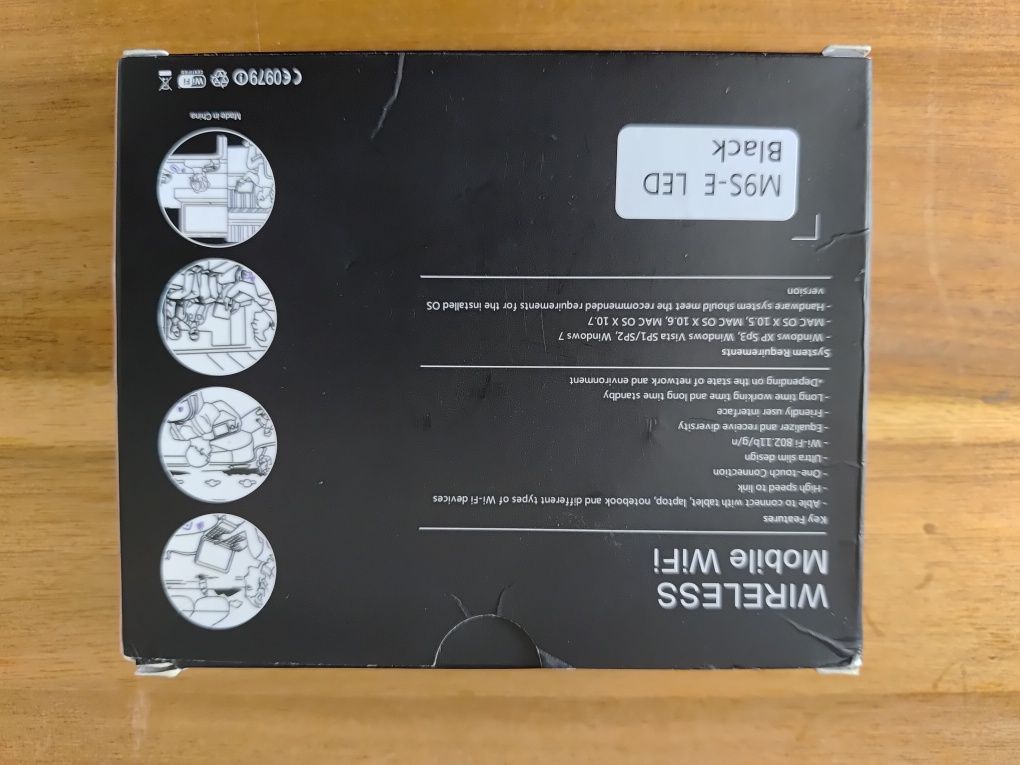 WIRELESS
Mobile WiFi
Key Features
- Able to connect with tablet, laptop, notebook and different types of Wi-Fi devices
- High speed to link
- One-touch Connection
- Ultra slim design
- Wi-Fi 802.11b/g/n
- Equalizer and receive diversity
- Friendly user interface
- Long time working time and long time standby
*Depending on the state of network and environment
System Requirements
- Windows XP Sp3, Windows Vista SP1/SP2, Windows 7
- MAC OS X 10.5, MAC OS X 10.6, MAC OS X 10.7
- Hardware system should meet the recommended requirements for the installed OS
version
M9S-E LED
Black
Made in China
CE0979
WiFi
CERTIFIED